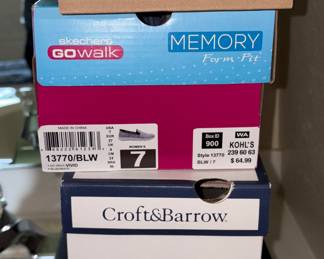 skechers
GOwalk
MEMORY
Form-Fit
MADE IN CHINA
13770/BLW
WOMEN'S
7
Box ID
900
WA
KOHL'S
239 60 63
Style 13770
BLW / 7
$ 64.99
Croft&Barrow